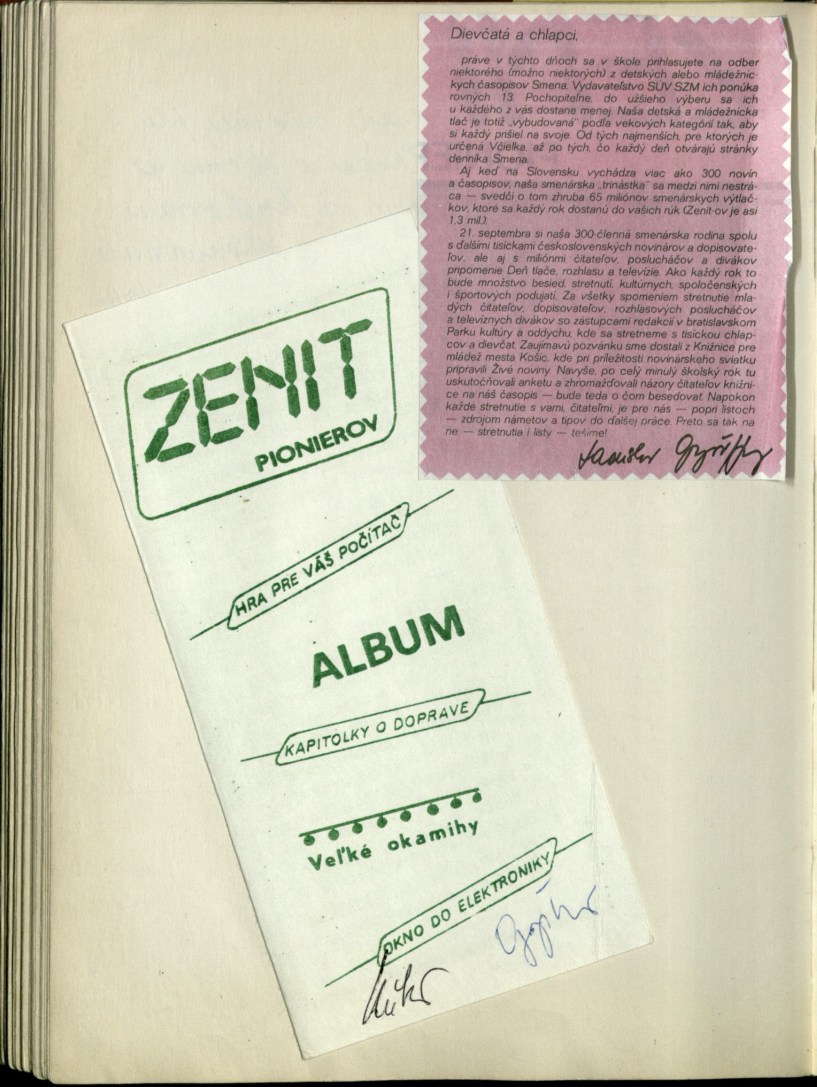 Dievčatá a chlapci,
práve v týchto dňoch sa v škole prihlasujete na odber
niektorého (možno niektorých) z detských alebo mládežníc-
kych časopisov Smena. Vydavateľstvo SÚV SZM ich ponúka
rovných 13. Pochopiteľne, do užšieho výberu sa ich
u každého z vás dostane menej. Naša detská a mládežnícka
tlač je totiž „vybudovaná" podľa vekových kategórií tak, aby
si každý prišiel na svoje. Od tých najmenších, pre ktorých je
určená Včielka, až po tých, čo každý deň otvárajú stránky
denníka Smena.
Aj keď na Slovensku vychádza viac ako 300 novín
a časopisov, naša smenárska „trinástka" sa medzi nimi nestrá-
ca — svedčí o tom zhruba 65 miliónov smenárskych výtlač-
kov, ktoré sa každý rok dostanú do vašich rúk (Zenit-ov je asi
1,3 mil.).
21. septembra si naša 300-členná smenárska rodina spolu
s ďalšími tisíckami československých novinárov a dopisovate-
ľov, ale aj s miliónmi čitateľov, poslucháčov a divákov
pripomenie Deň tlače, rozhlasu a televízie. Ako každý rok to
bude množstvo besied, stretnutí, kultúrnych, spoločenských
i športových podujatí. Za všetky spomeniem stretnutie mla-
dých čitateľov, dopisovateľov, rozhlasových poslucháčov
a televíznych divákov so zástupcami redakcií v bratislavskom
Parku kultúry a oddychu, kde sa stretneme s tisíckou chlap-
cov a dievčat. Zaujímavú pozvánku sme dostali z Knižnice pre
mládež mesta Košíc, kde pri príležitosti novinárskeho sviatku
pripravili Živé noviny. Navyše, po celý minulý školský rok tu
uskutočňovali anketu a zhromažďovali názory čitateľov knižni-
ce na náš časopis — bude teda o čom besedovať. Napokon
každé stretnutie s vami, čitateľmi, je pre nás — popri listoch
— zdrojom námetov a tipov do ďalšej práce. Preto sa tak na
ne — stretnutia i listy — tešíme!
Ladislav Györffy
ZENIT
PIONIEROV
HRA PRE VÁŠ POČÍTAČ
ALBUM
KAPITOLKY O DOPRAVE
Veľké okamihy
OKNO DO ELEKTRONIKY